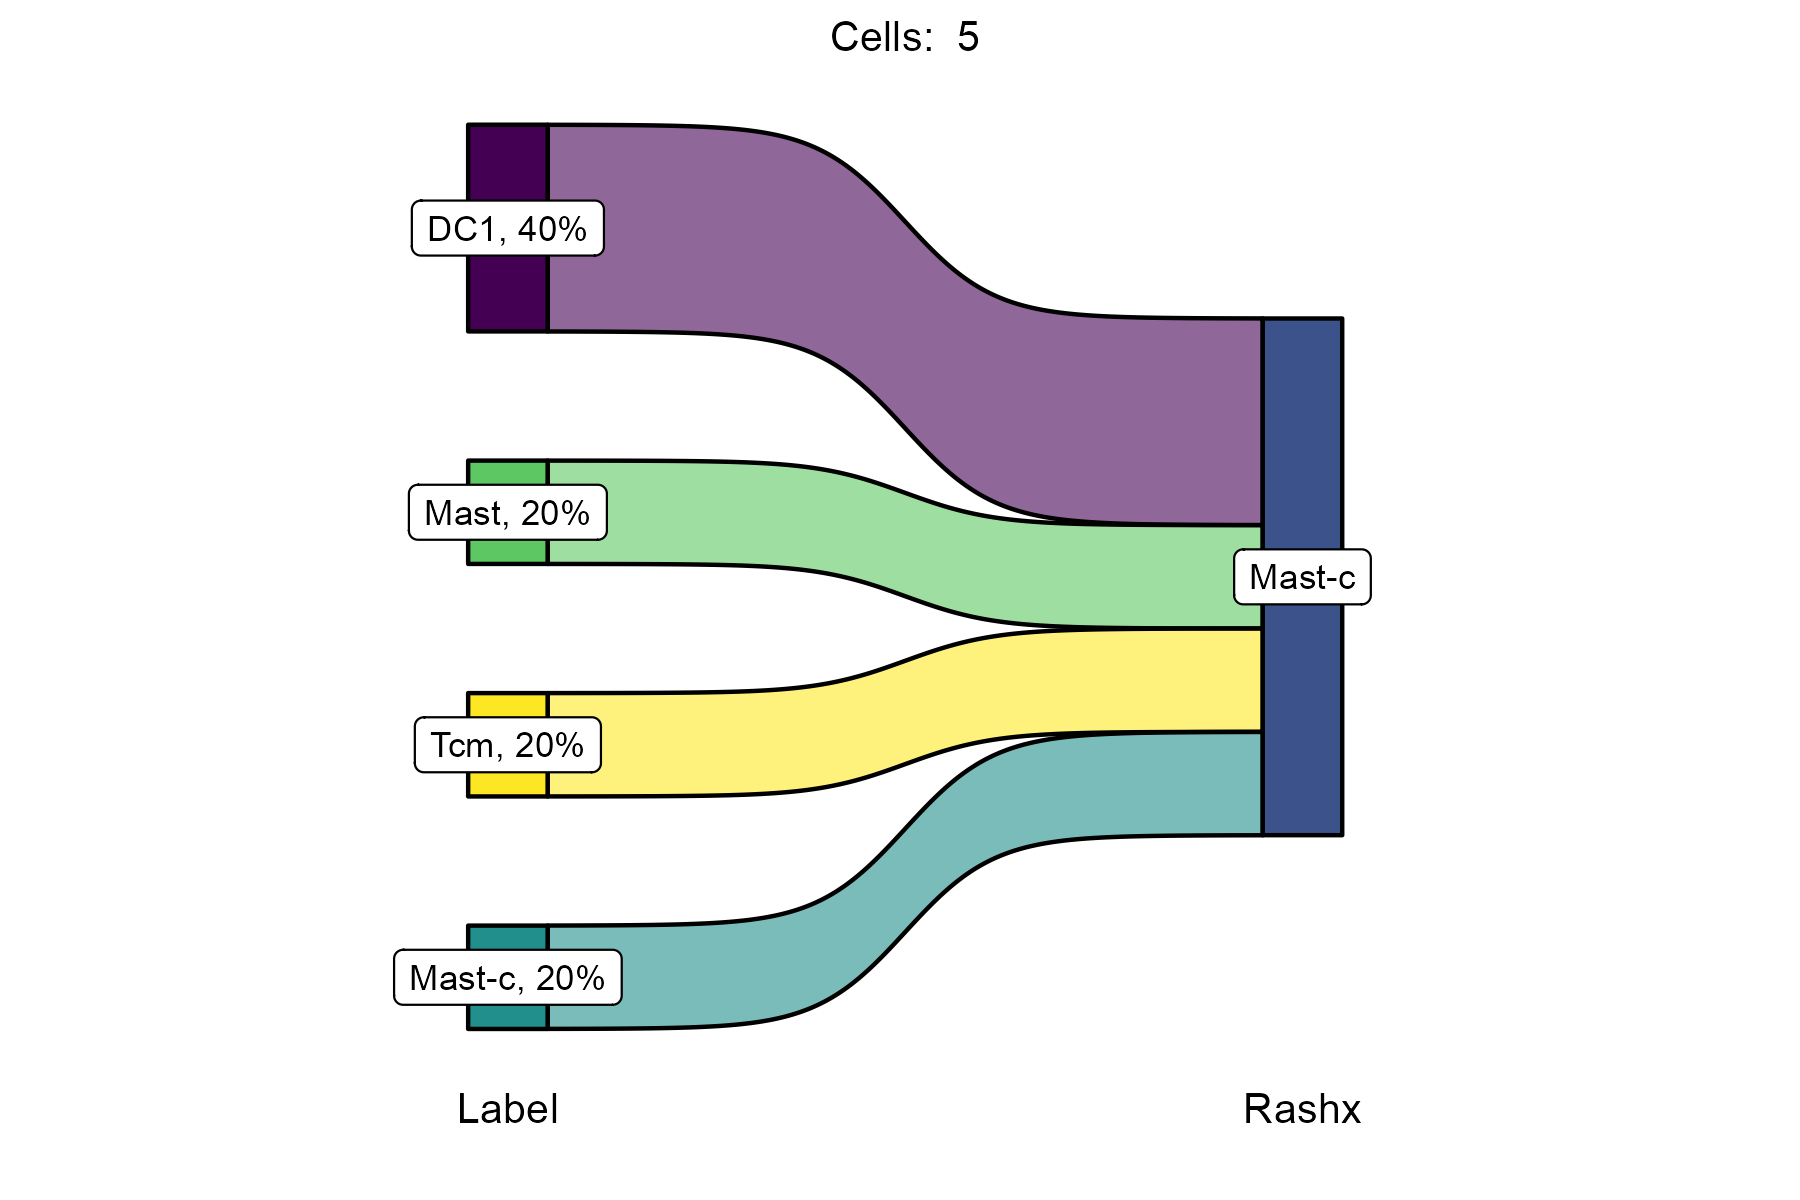 Cells:  5
DC1, 40%
Mast, 20%
Mast-c
Tcm, 20%
Mast-c, 20%
Label
Rashx